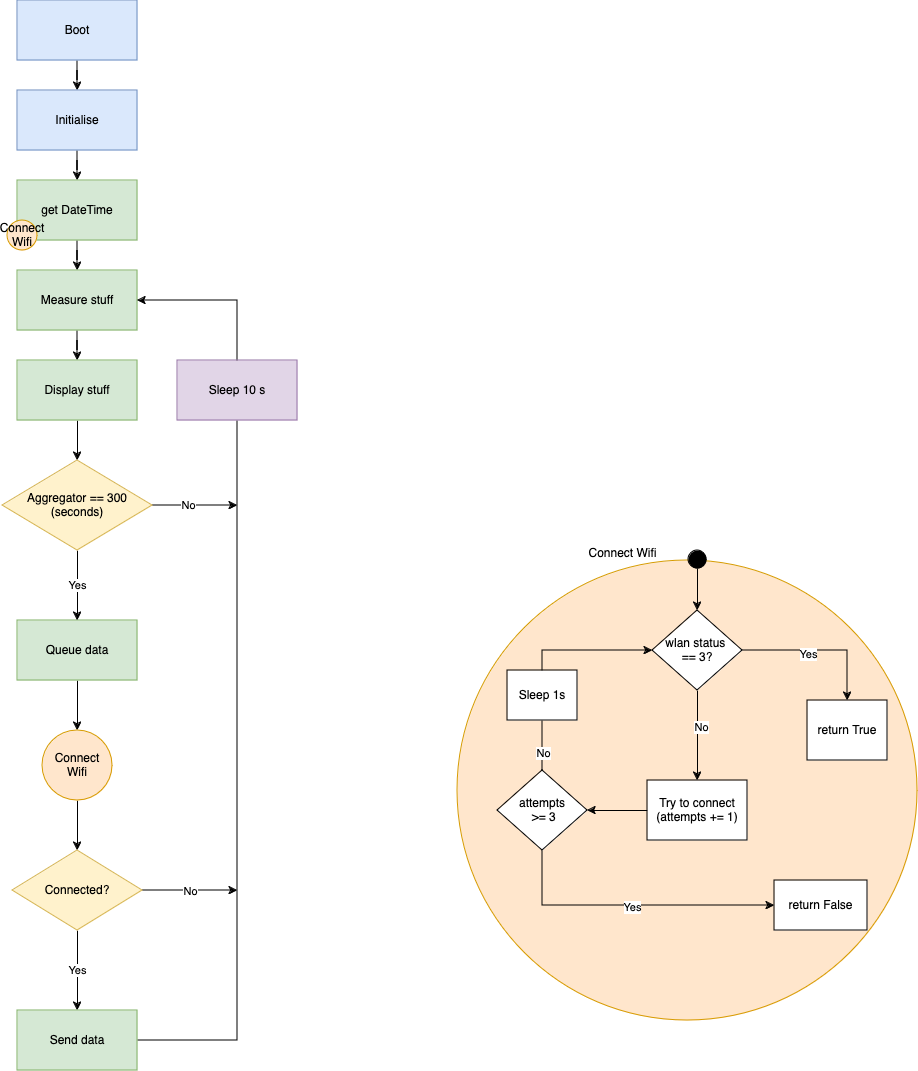 Boot
Initialise
get DateTime
Connect
Wifi
Measure stuff
Display stuff
Sleep 10 s
Aggregator == 300
(seconds)
No
Yes
Queue data
Connect
Wifi
Connected?
No
Yes
Send data
Connect Wifi
wlan status
== 3?
Yes
return True
No
Sleep 1s
No
attempts
>= 3
Try to connect
(attempts += 1)
Yes
return False